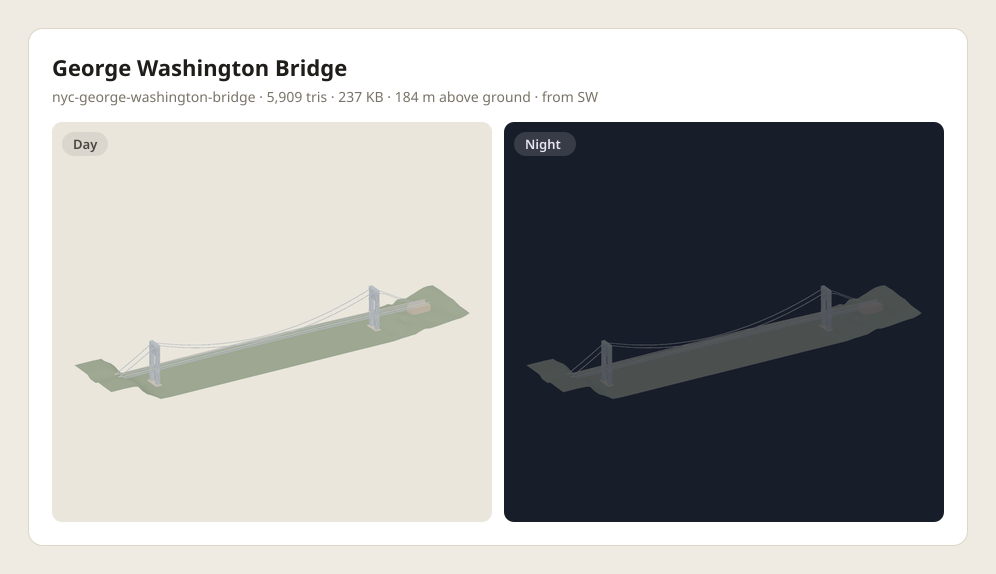 George Washington Bridge
nyc-george-washington-bridge · 5,909 tris · 237 KB · 184 m above ground · from SW
Day
Night